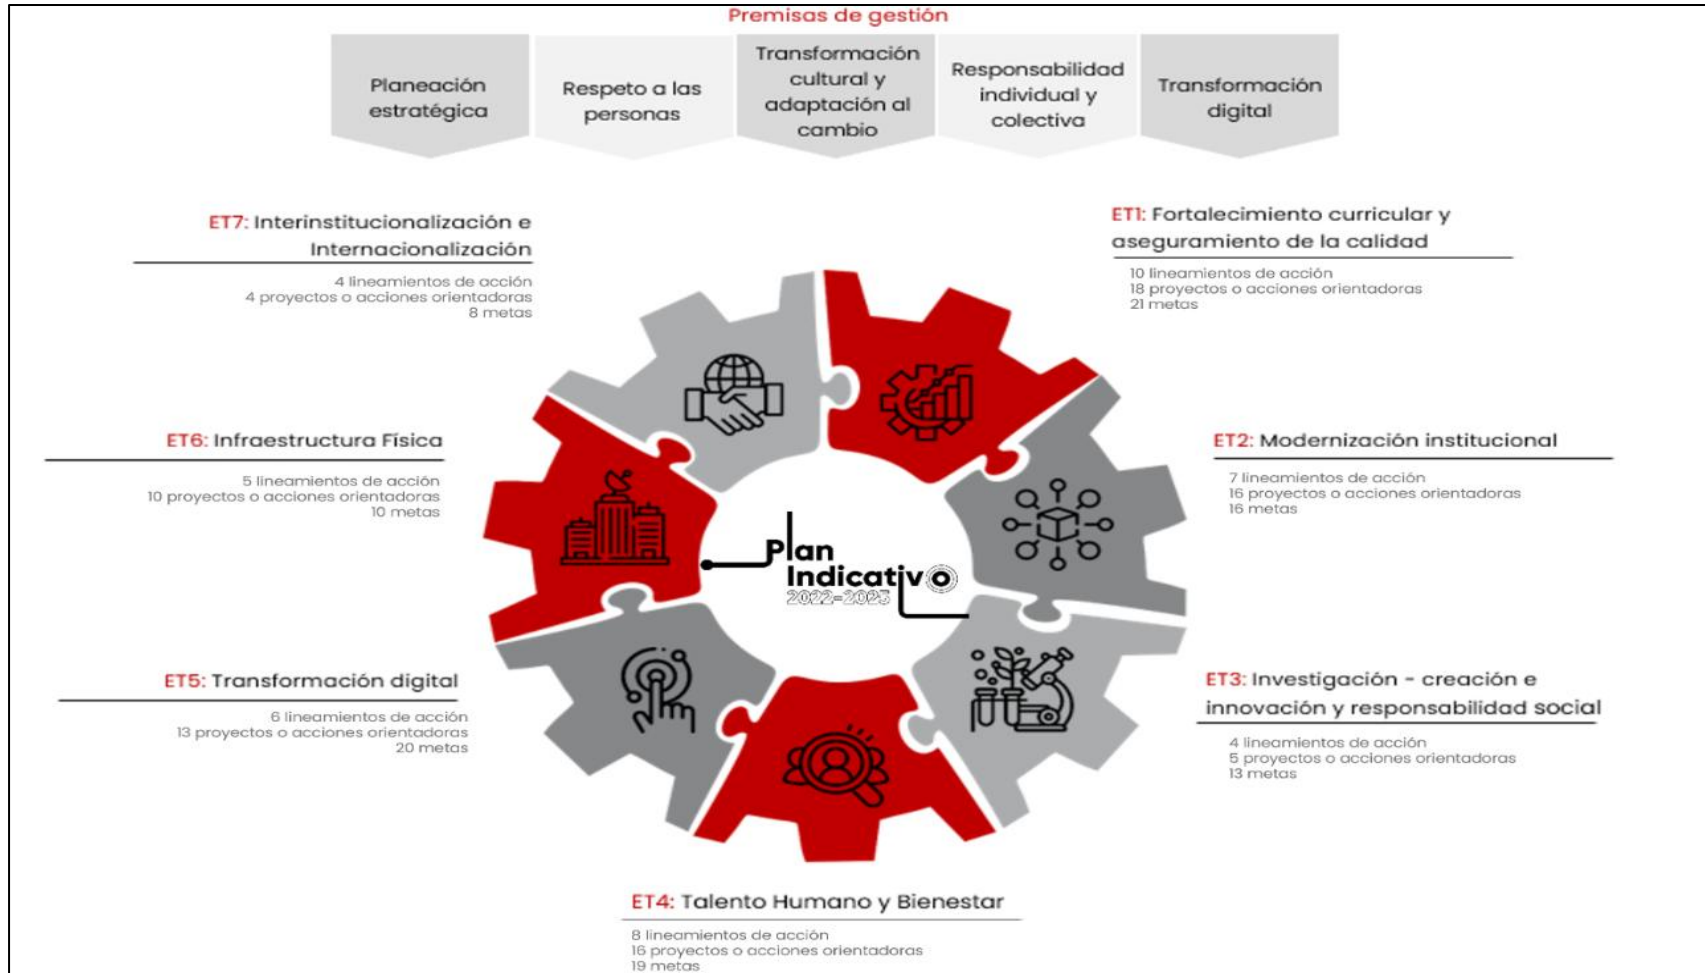 Premisas de gestión
Planeación
estratégica
Respeto a las
personas
Transformación
cultural y
adaptación al
cambio
Responsabilidad
individual y
colectiva
Transformación
digital
ET7: Interinstitucionalización e
Internacionalización
4 lineamientos de acción
4 proyectos o acciones orientadoras
8 metas
ET1: Fortalecimiento curricular y
aseguramiento de la calidad
10 lineamientos de acción
18 proyectos o acciones orientadoras
21 metas
ET6: Infraestructura Física
5 lineamientos de acción
10 proyectos o acciones orientadoras
10 metas
ET2: Modernización institucional
7 lineamientos de acción
16 proyectos o acciones orientadoras
16 metas
Plan
Indicativo
2022-2025
ET5: Transformación digital
6 lineamientos de acción
13 proyectos o acciones orientadoras
20 metas
ET3: Investigación - creación e
innovación y responsabilidad social
4 lineamientos de acción
5 proyectos o acciones orientadoras
13 metas
ET4: Talento Humano y Bienestar
8 lineamientos de acción
16 proyectos o acciones orientadoras
19 metas